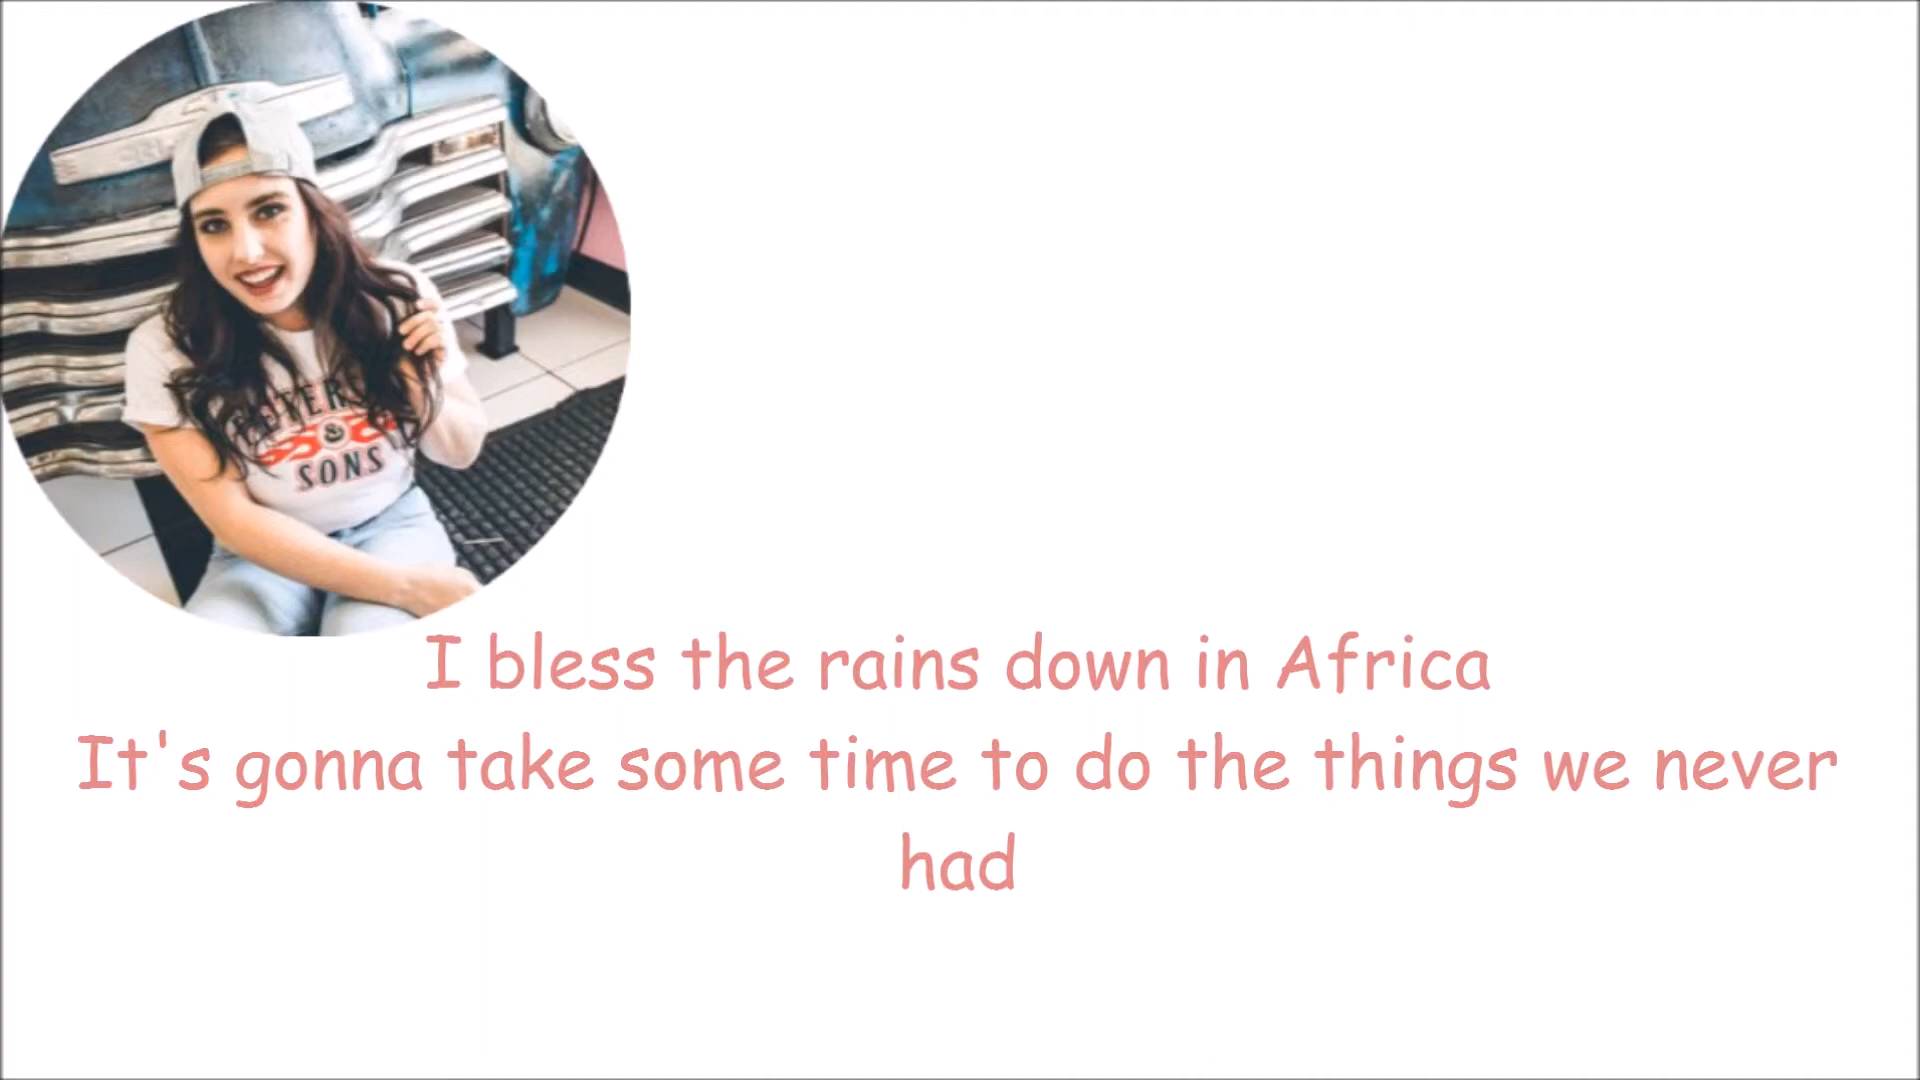 & 
SONS
I bless the rains down in Africa
It's gonna take some time to do the things we never
had